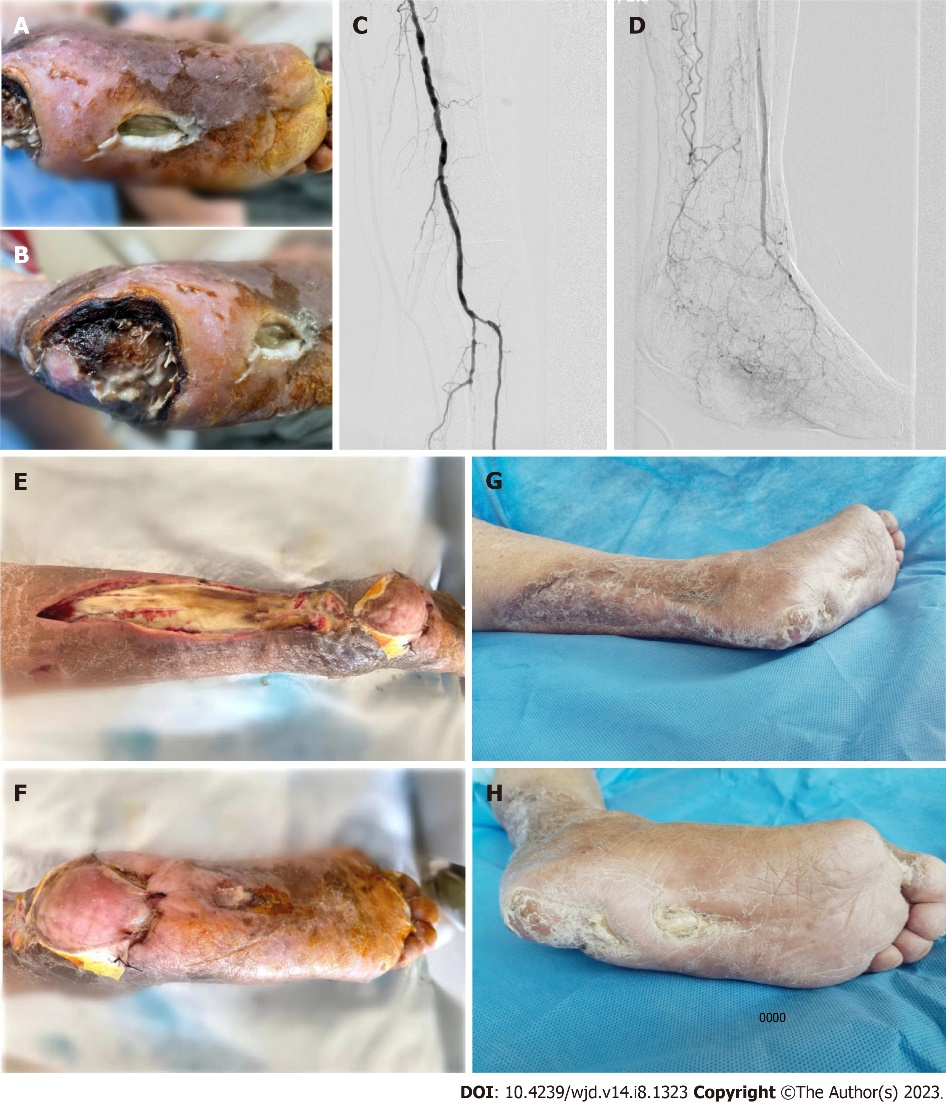 A
C
D
B
E
G
F
H
0000
DOI: 10.4239/wjd.v14.i8.1323 Copyright ©The Author(s) 2023.